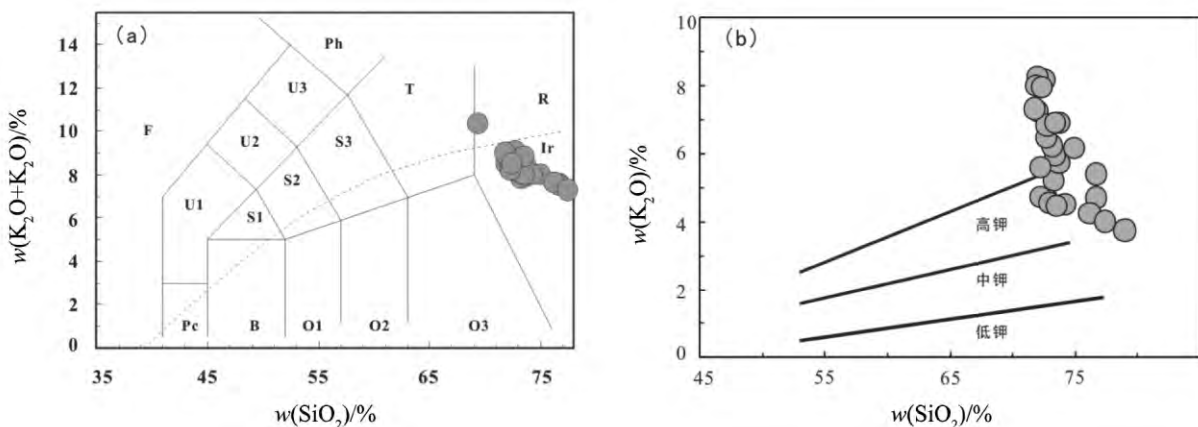 (a)
w(K₂O+K₂O)/%
14
12
10
8
6
4
2
0
Ph
U3
T
R
F
U2
S3
Ir
S2
U1
S1
Pc
B
O1
O2
O3
35
45
55
65
75
w(SiO₂)/%
(b)
w(K₂O)/%
10
8
6
4
2
0
高钾
中钾
低钾
45
55
65
75
w(SiO₂)/%